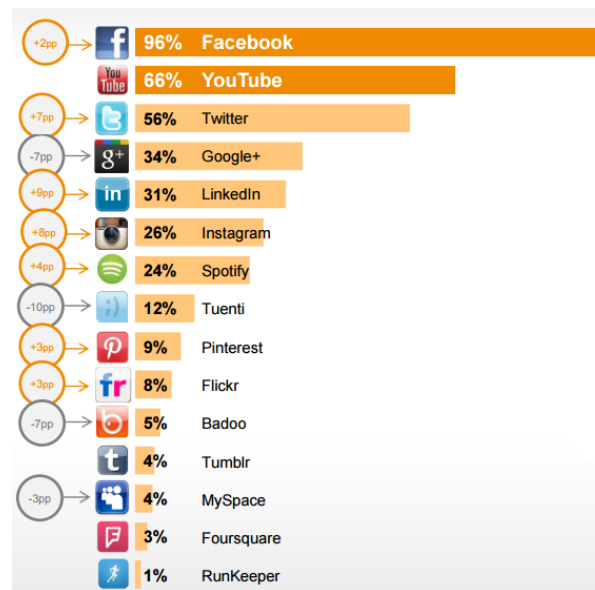 +2pp f 96% Facebook
You Tube 66% YouTube
+7pp t 56% Twitter
-7pp g+ 34% Google+
+9pp in 31% LinkedIn
+8pp 26% Instagram
+4pp 24% Spotify
-10pp ;) 12% Tuenti
+3pp p 9% Pinterest
+3pp fr 8% Flickr
-7pp b 5% Badoo
t 4% Tumblr
-3pp 4% MySpace
3% Foursquare
1% RunKeeper